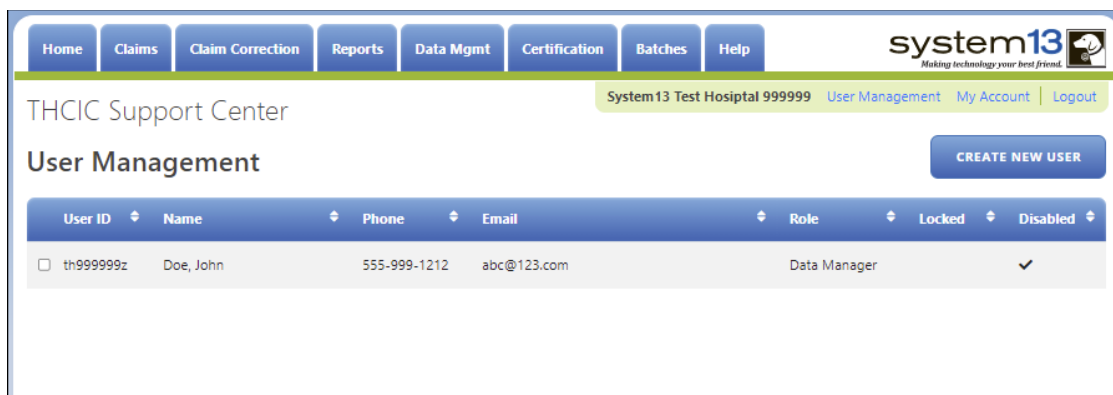 Home Claims Claim Correction Reports Data Mgmt Certification Batches Help
system13
Making technology your best friend.
System13 Test Hosiptal 999999 User Management My Account Logout
THCIC Support Center
User Management
CREATE NEW USER
User ID Name Phone Email Role Locked Disabled
th999999z Doe, John 555-999-1212 abc@123.com Data Manager